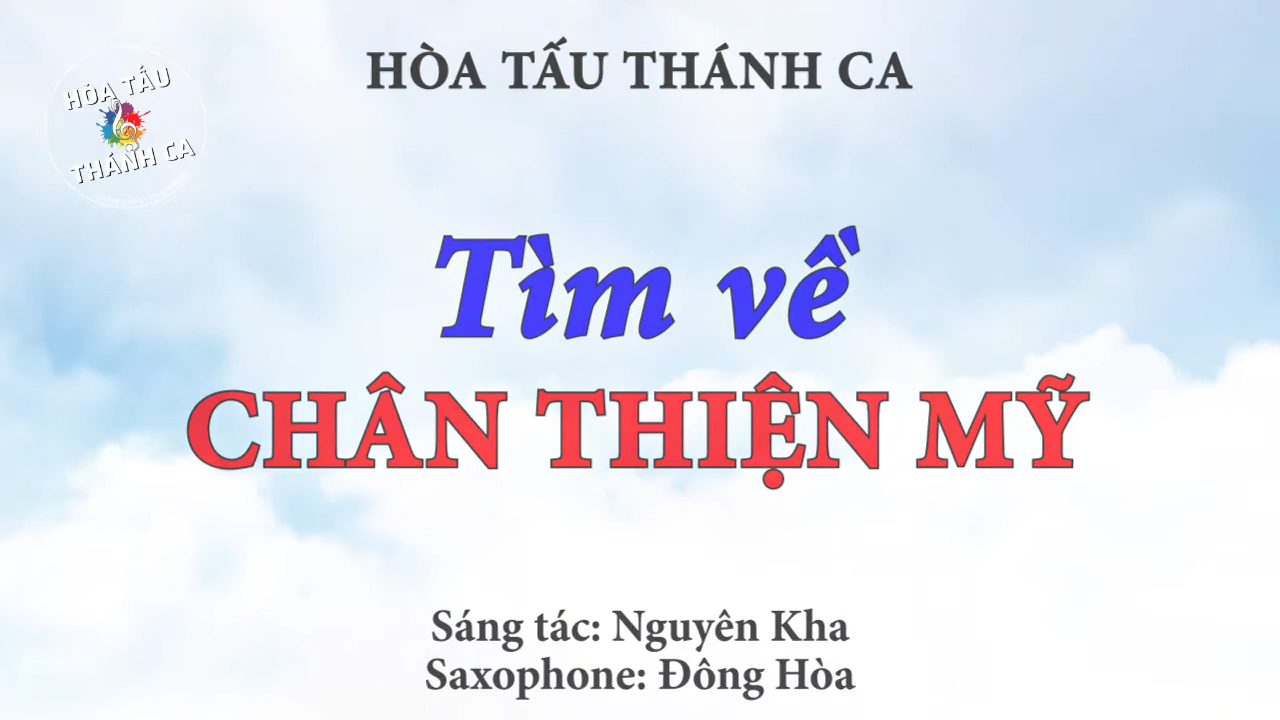 HÒA TẤU THÁNH CA
HÒA TẤU
THÁNH CA
Tìm về
CHÂN THIỆN MỸ
Sáng tác: Nguyên Kha
Saxophone: Đông Hòa